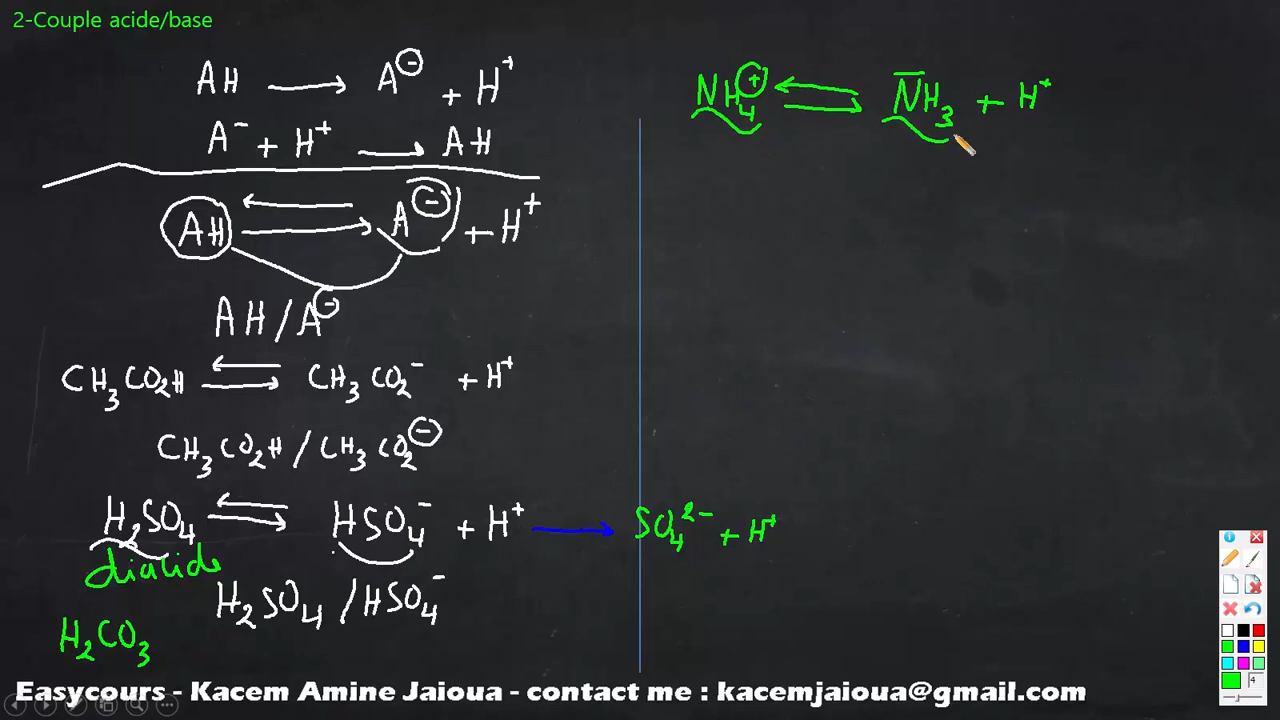 2-Couple acide/base
AH → A⊖ + H⁺
A⁻ + H⁺ → AH
AH ⇄ A⊖ + H⁺
AH / A⊖
CH₃CO₂H ⇄ CH₃CO₂⁻ + H⁺
CH₃CO₂H / CH₃CO₂⊖
H₂SO₄ ⇄ HSO₄⁻ + H⁺ → SO₄²⁻ + H⁺
diacide
H₂SO₄ / HSO₄⁻
H₂CO₃
NH₄⊕ ⇄ NH₃ + H⁺
Easycours - Kacem Amine Jaioua - contact me : kacemjaioua@gmail.com
4